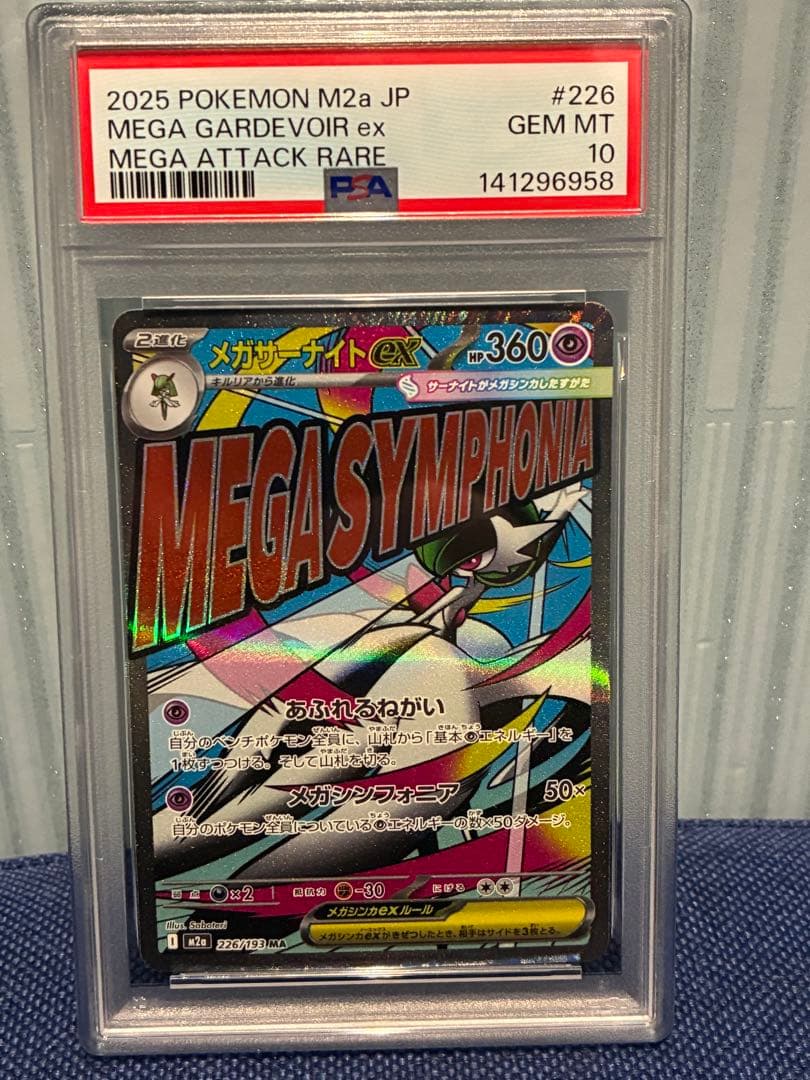 2025 POKEMON M2a JP #226
MEGA GARDEVOIR ex GEM MT
MEGA ATTACK RARE 10
PSA 141296958
2進化
メガサーナイトex HP360
キルリアから進化
サーナイトがメガシンカしたすがた
MEGA SYMPHONIA
あふれるねがい
自分のベンチポケモン全員に、山札から「基本エネルギー」を
1枚ずつつける。そして山札を切る。
メガシンフォニア 50×
自分のポケモン全員についているエネルギーの数×50ダメージ。
弱点 ×2 抵抗力 -30 にげる
メガシンカexルール
メガシンカexがきぜつしたとき、相手はサイドを3枚とる。
Illus. Saboteri
I m2a 226/193 MA